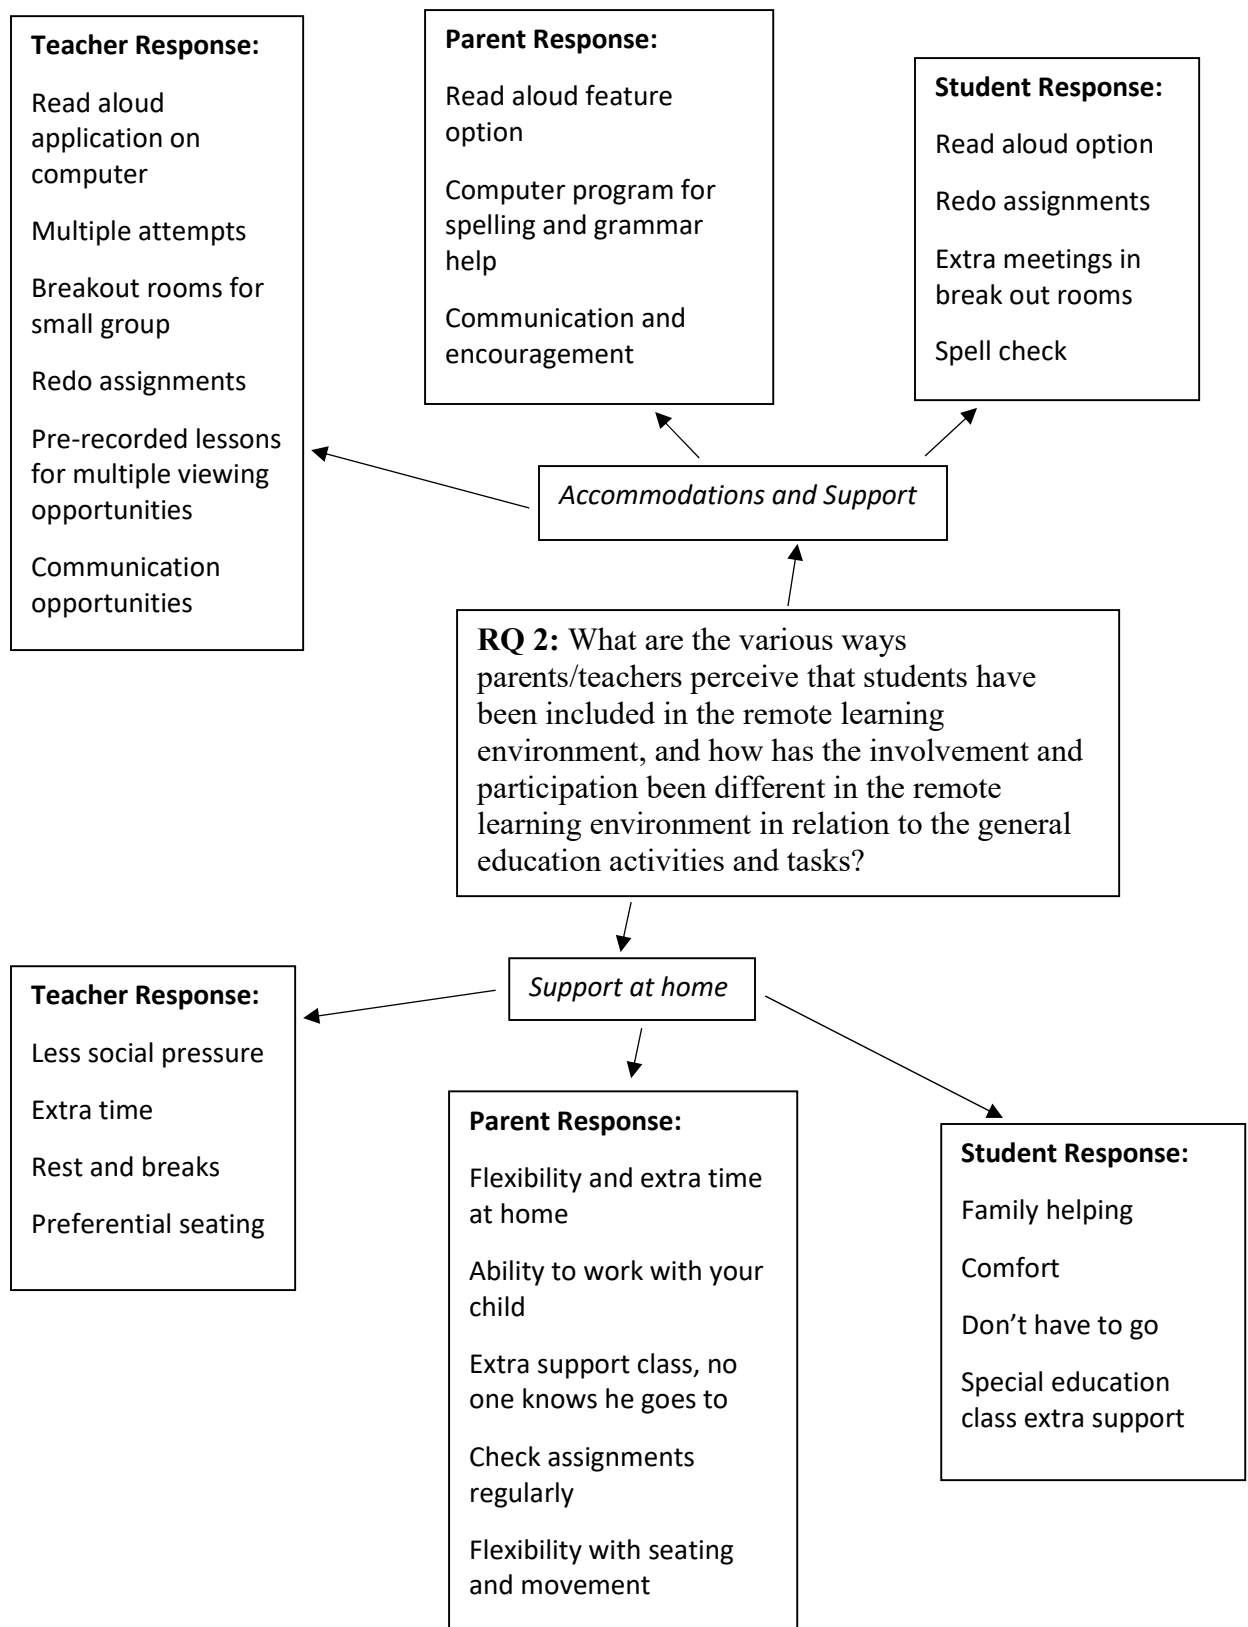 Teacher Response:
Read aloud
application on
computer
Multiple attempts
Breakout rooms for
small group
Redo assignments
Pre-recorded lessons
for multiple viewing
opportunities
Communication
opportunities
Parent Response:
Read aloud feature
option
Computer program for
spelling and grammar
help
Communication and
encouragement
Student Response:
Read aloud option
Redo assignments
Extra meetings in
break out rooms
Spell check
Accommodations and Support
RQ 2: What are the various ways
parents/teachers perceive that students have
been included in the remote learning
environment, and how has the involvement and
participation been different in the remote
learning environment in relation to the general
education activities and tasks?
Support at home
Teacher Response:
Less social pressure
Extra time
Rest and breaks
Preferential seating
Parent Response:
Flexibility and extra time
at home
Ability to work with your
child
Extra support class, no
one knows he goes to
Check assignments
regularly
Flexibility with seating
and movement
Student Response:
Family helping
Comfort
Don’t have to go
Special education
class extra support